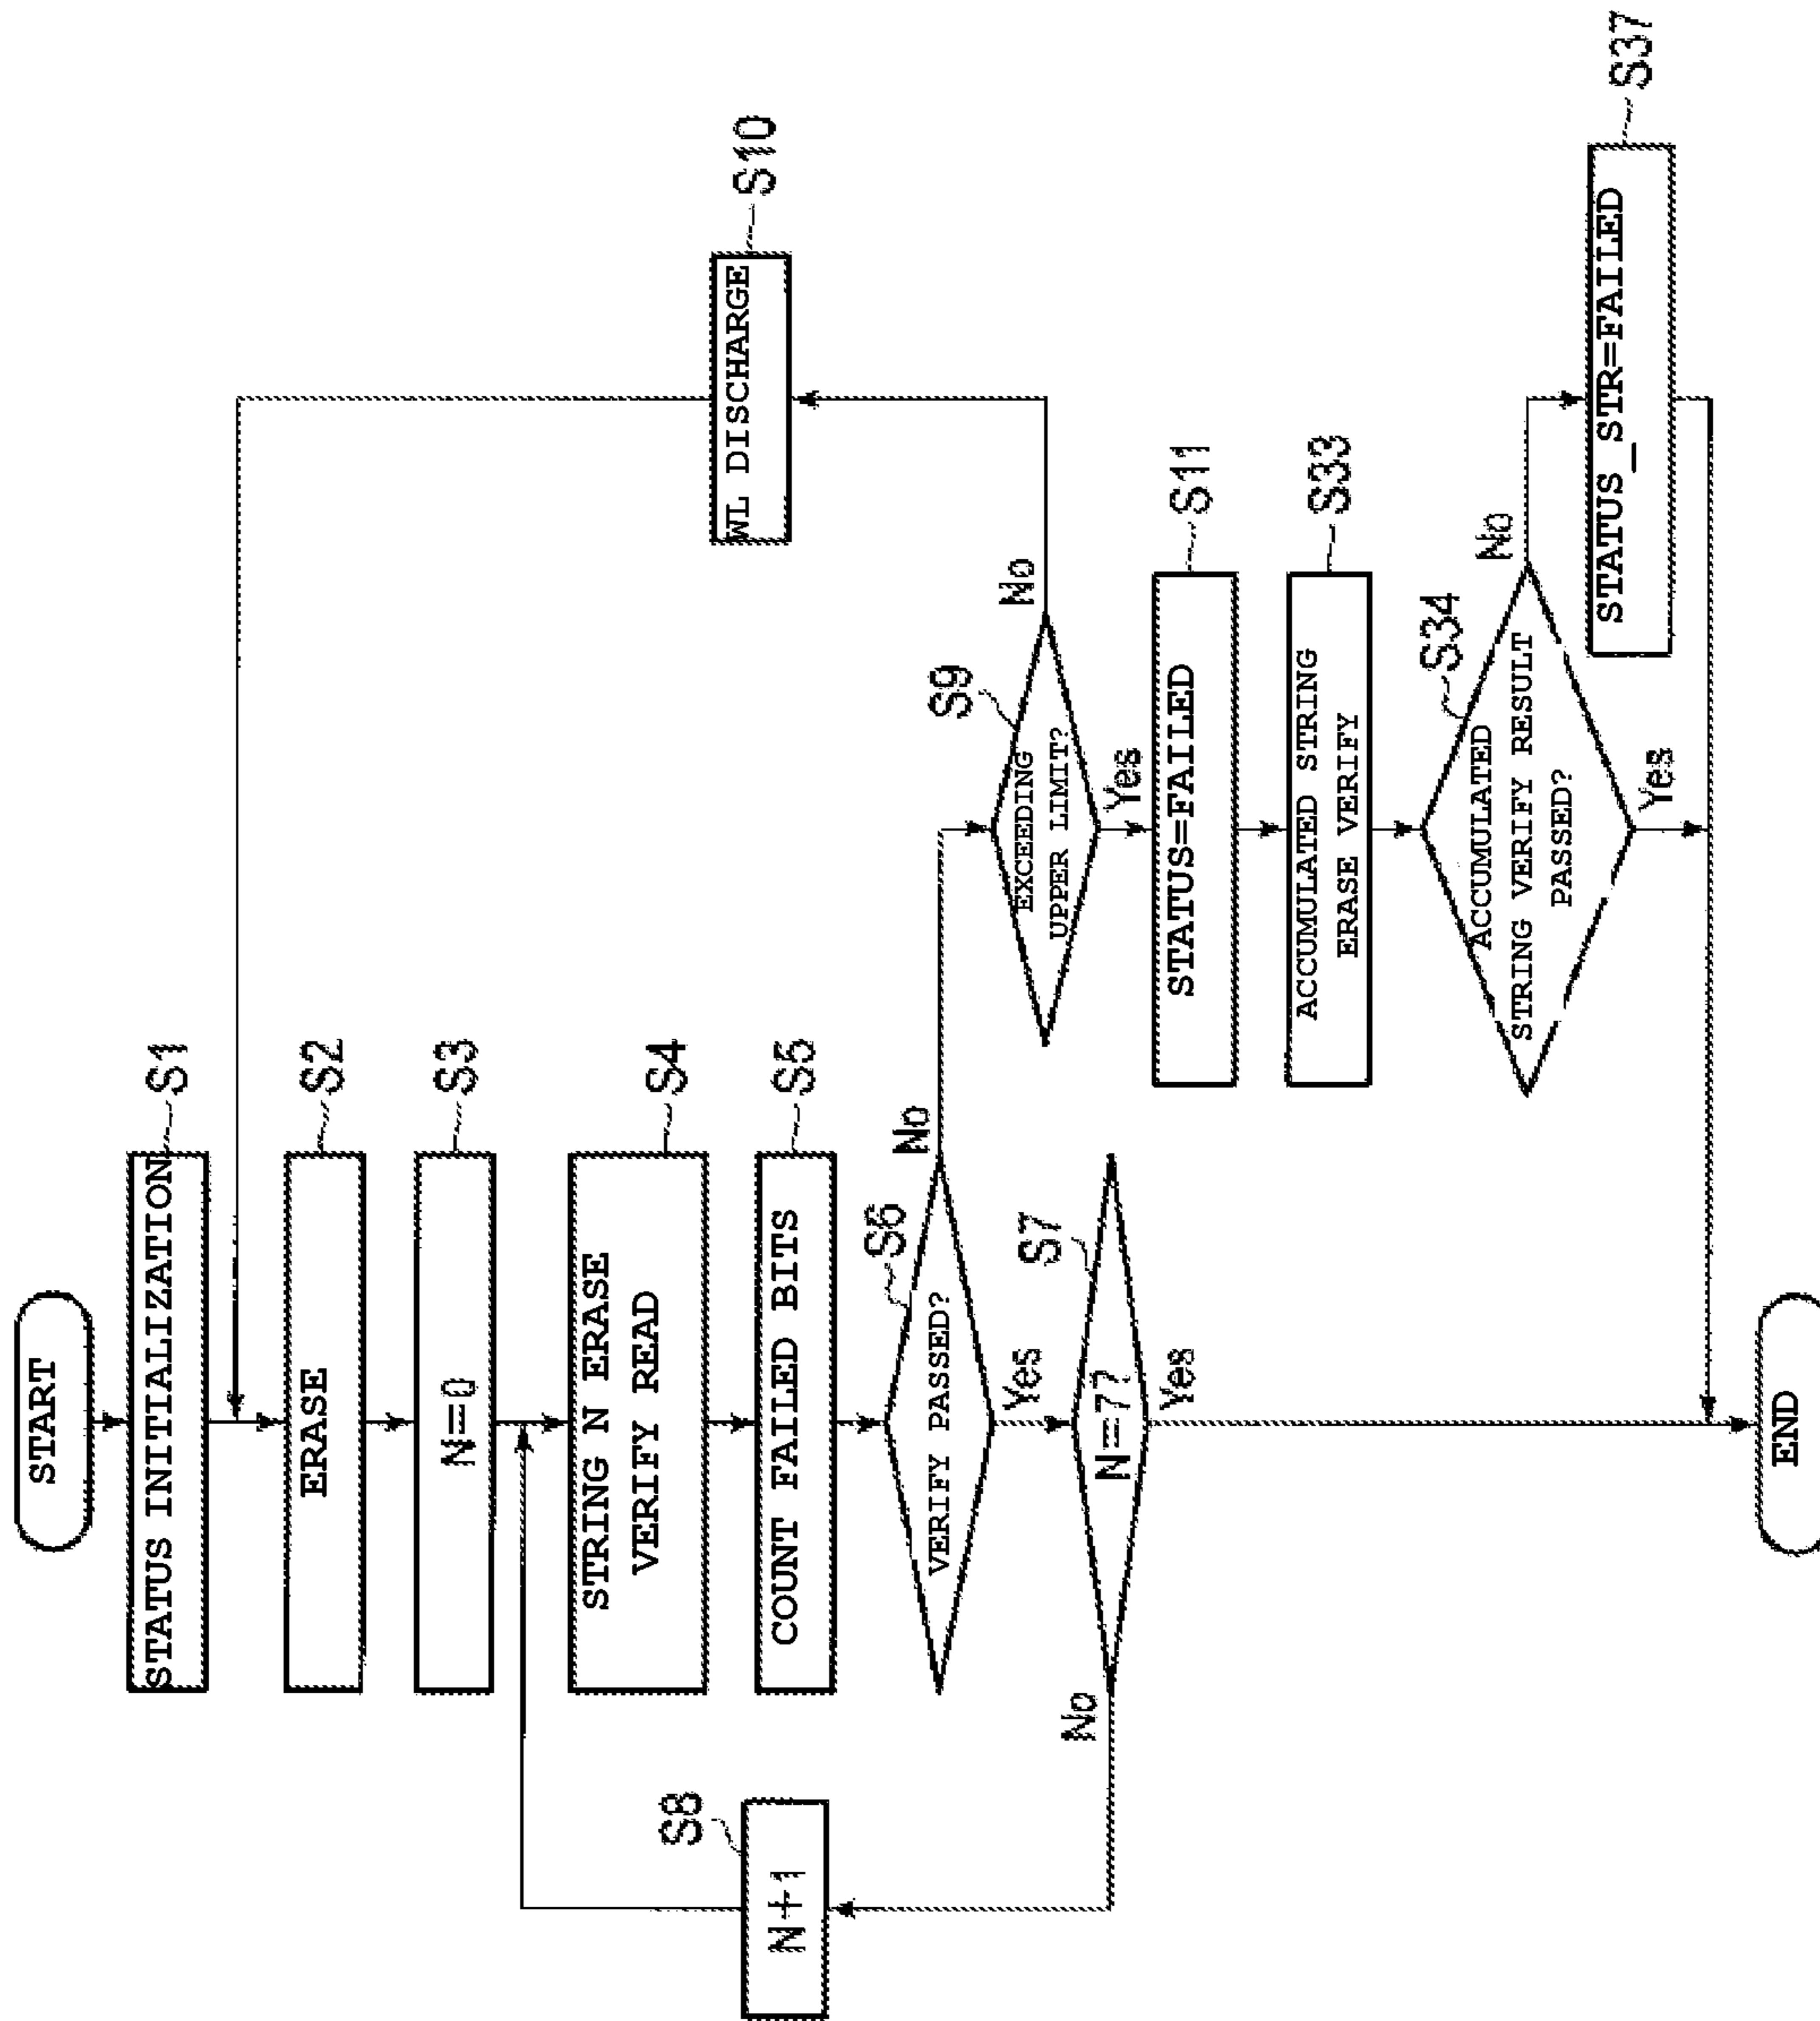 START
STATUS INITIALIZATION
S1
ERASE
S2
N=0
S3
STRING N ERASE
VERIFY READ
S4
COUNT FAILED BITS
S5
VERIFY PASSED?
S6
Yes
No
N=7?
S7
Yes
No
N+1
S8
EXCEEDING
UPPER LIMIT?
S9
No
Yes
WL DISCHARGE
S10
STATUS=FAILED
S11
ACCUMULATED STRING
ERASE VERIFY
S33
ACCUMULATED
STRING VERIFY RESULT
PASSED?
S34
No
Yes
STATUS_STR=FAILED
S37
END